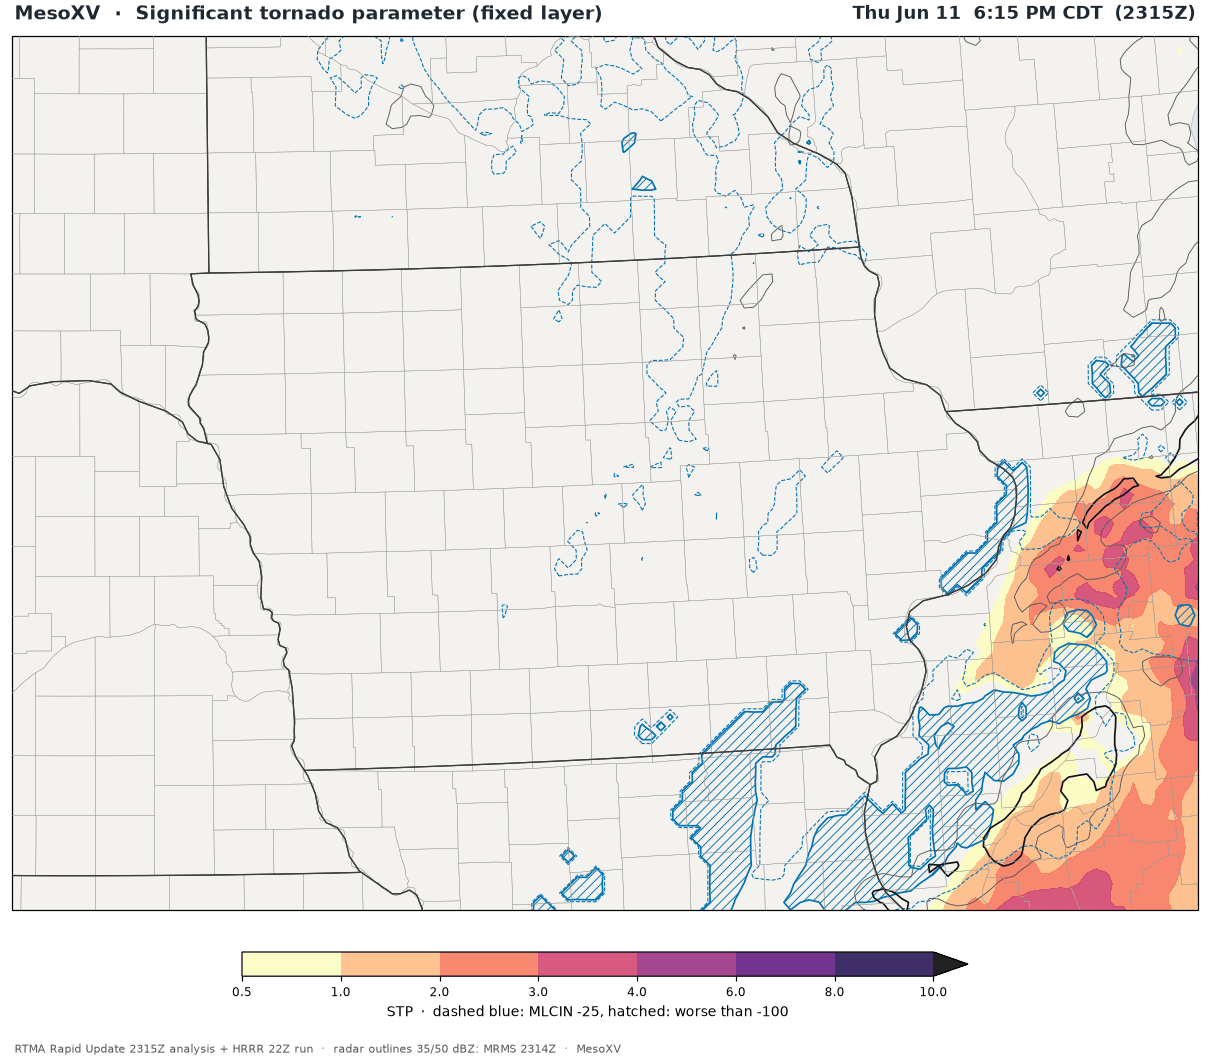 MesoXV · Significant tornado parameter (fixed layer)
Thu Jun 11 6:15 PM CDT (2315Z)
0.5 1.0 2.0 3.0 4.0 6.0 8.0 10.0
STP · dashed blue: MLCIN -25, hatched: worse than -100
RTMA Rapid Update 2315Z analysis + HRRR 22Z run · radar outlines 35/50 dBZ: MRMS 2314Z · MesoXV